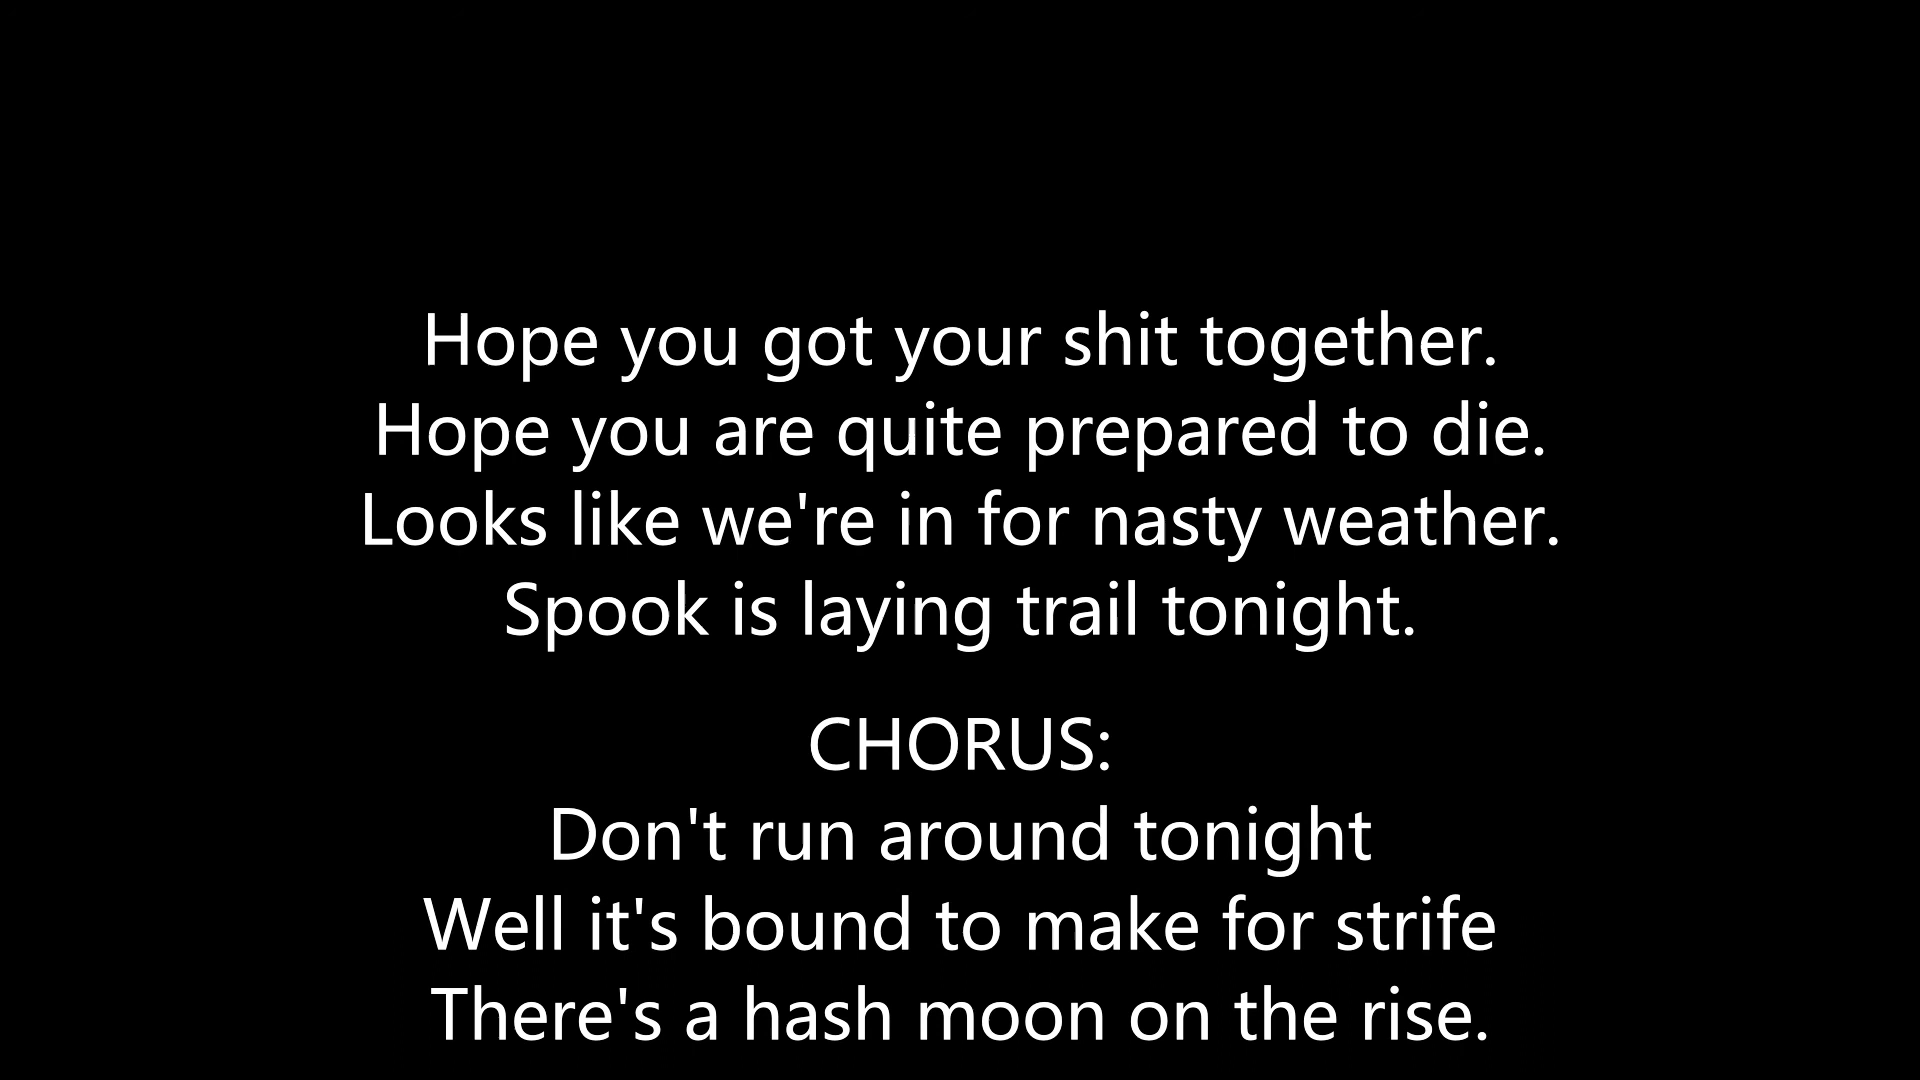 Hope you got your shit together.
Hope you are quite prepared to die.
Looks like we're in for nasty weather.
Spook is laying trail tonight.
CHORUS:
Don't run around tonight
Well it's bound to make for strife
There's a hash moon on the rise.